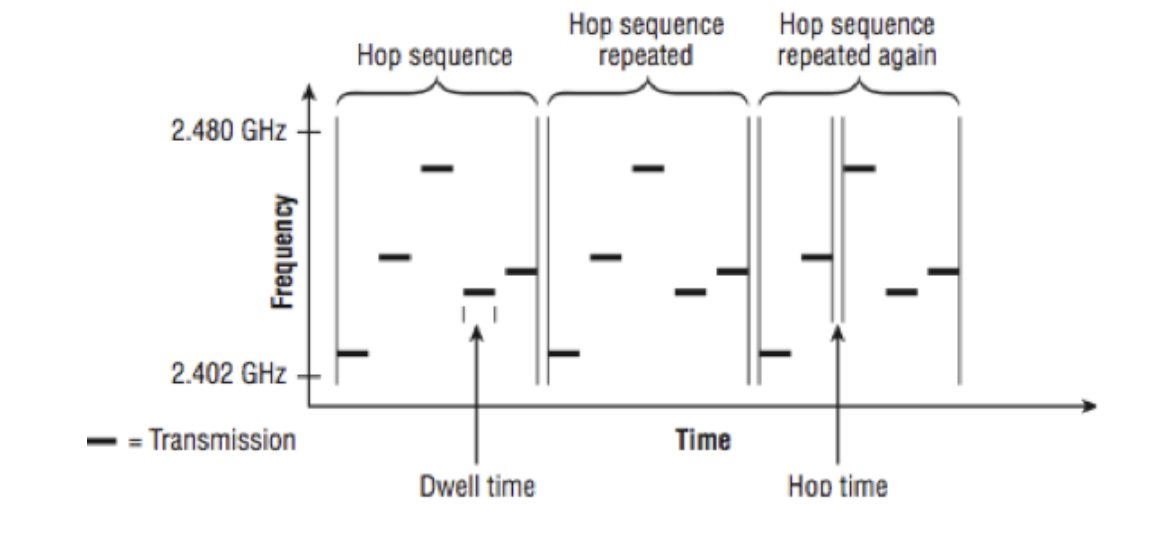 Hop sequence
Hop sequence
repeated
Hop sequence
repeated again
2.480 GHz
Frequency
2.402 GHz
= Transmission
Time
Dwell time
Hop time